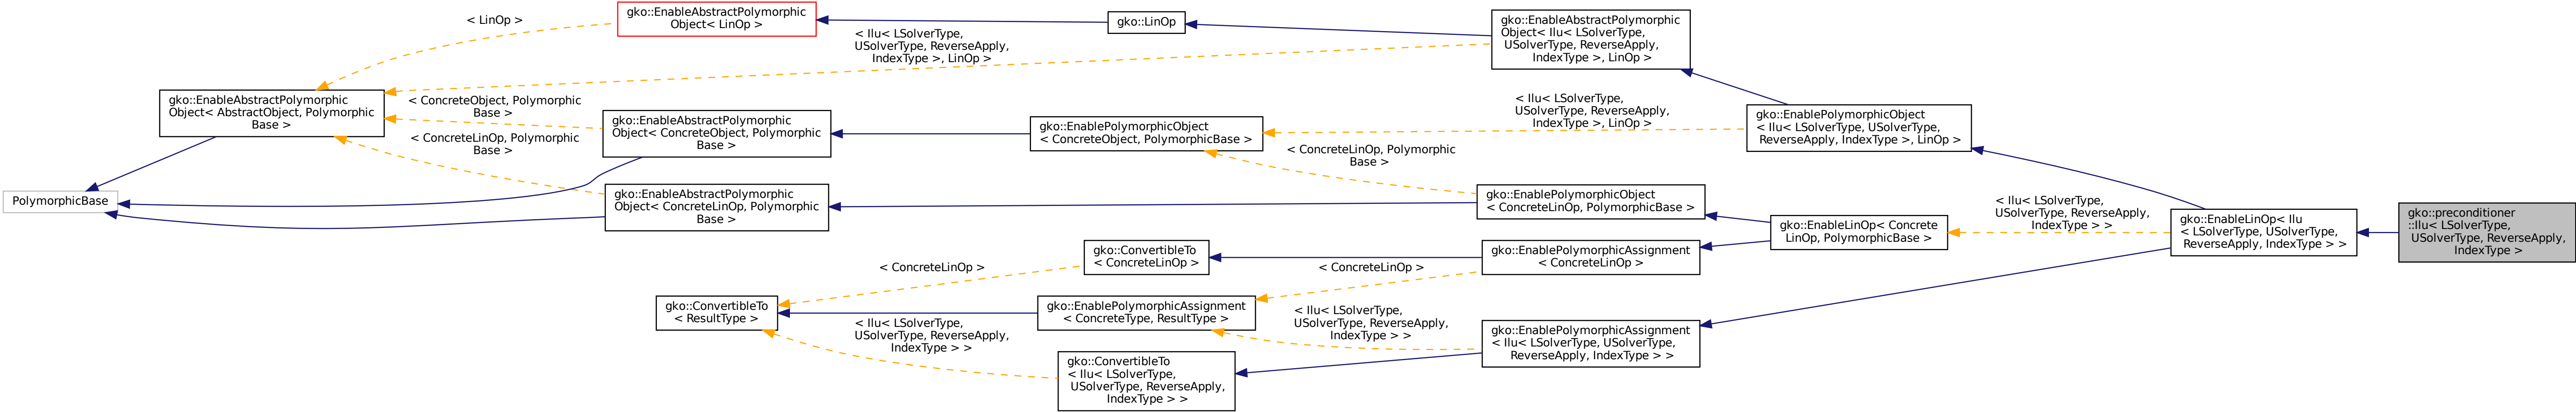 gko::EnableAbstractPolymorphic
Object< LinOp >
< LinOp >
gko::LinOp
gko::EnableAbstractPolymorphic
Object< Ilu< LSolverType,
USolverType, ReverseApply,
IndexType >, LinOp >
< Ilu< LSolverType,
USolverType, ReverseApply,
IndexType >, LinOp >
gko::EnableAbstractPolymorphic
Object< AbstractObject, Polymorphic
Base >
< ConcreteObject, Polymorphic
Base >
gko::EnableAbstractPolymorphic
Object< ConcreteObject, Polymorphic
Base >
gko::EnablePolymorphicObject
< ConcreteObject, PolymorphicBase >
< Ilu< LSolverType,
USolverType, ReverseApply,
IndexType >, LinOp >
gko::EnablePolymorphicObject
< Ilu< LSolverType, USolverType,
ReverseApply, IndexType >, LinOp >
< ConcreteLinOp, Polymorphic
Base >
< ConcreteLinOp, Polymorphic
Base >
PolymorphicBase
gko::EnableAbstractPolymorphic
Object< ConcreteLinOp, Polymorphic
Base >
gko::EnablePolymorphicObject
< ConcreteLinOp, PolymorphicBase >
gko::EnableLinOp< Concrete
LinOp, PolymorphicBase >
< Ilu< LSolverType,
USolverType, ReverseApply,
IndexType > >
gko::EnableLinOp< Ilu
< LSolverType, USolverType,
ReverseApply, IndexType > >
gko::preconditioner
::Ilu< LSolverType,
USolverType, ReverseApply,
IndexType >
gko::ConvertibleTo
< ConcreteLinOp >
gko::EnablePolymorphicAssignment
< ConcreteLinOp >
< ConcreteLinOp >
< ConcreteLinOp >
gko::ConvertibleTo
< ResultType >
gko::EnablePolymorphicAssignment
< ConcreteType, ResultType >
< Ilu< LSolverType,
USolverType, ReverseApply,
IndexType > >
< Ilu< LSolverType,
USolverType, ReverseApply,
IndexType > >
gko::EnablePolymorphicAssignment
< Ilu< LSolverType, USolverType,
ReverseApply, IndexType > >
gko::ConvertibleTo
< Ilu< LSolverType,
USolverType, ReverseApply,
IndexType > >